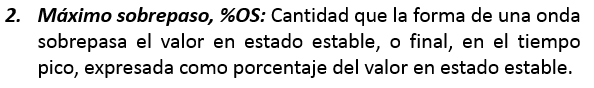 2. Máximo sobrepaso, %OS: Cantidad que la forma de una onda
sobrepasa el valor en estado estable, o final, en el tiempo
pico, expresada como porcentaje del valor en estado estable.